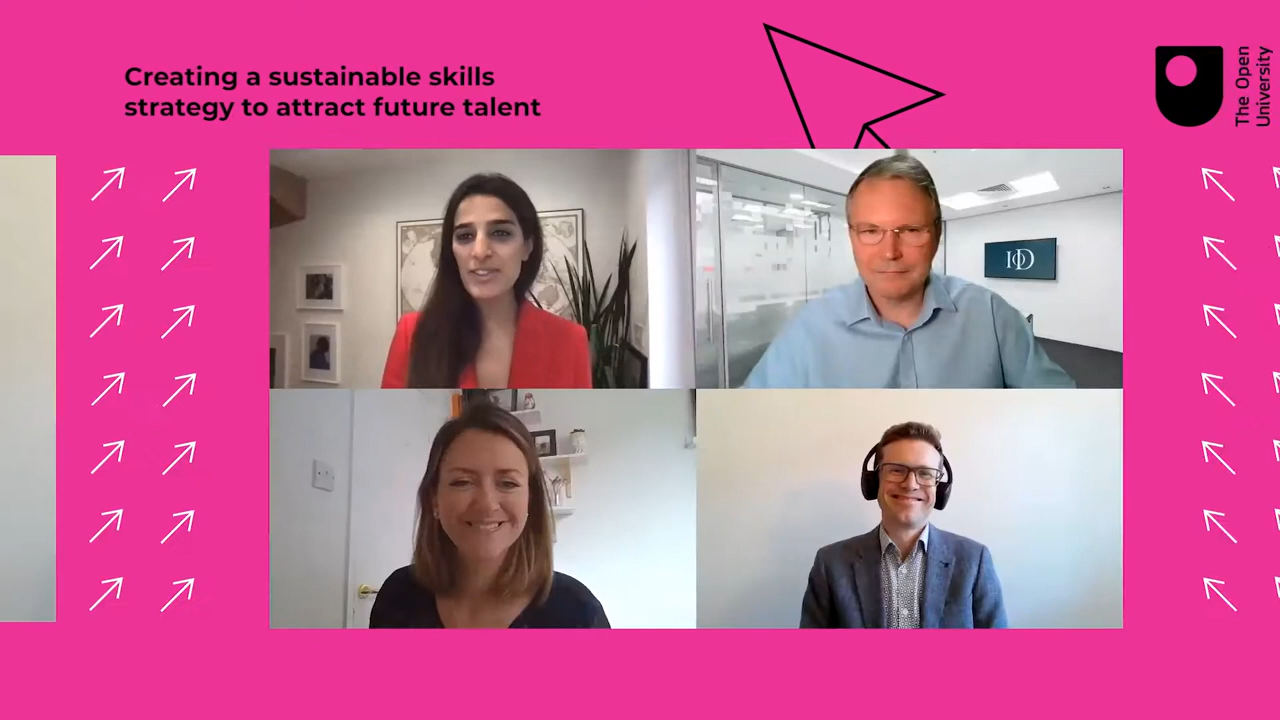 Creating a sustainable skills
strategy to attract future talent
The Open
University
IOD